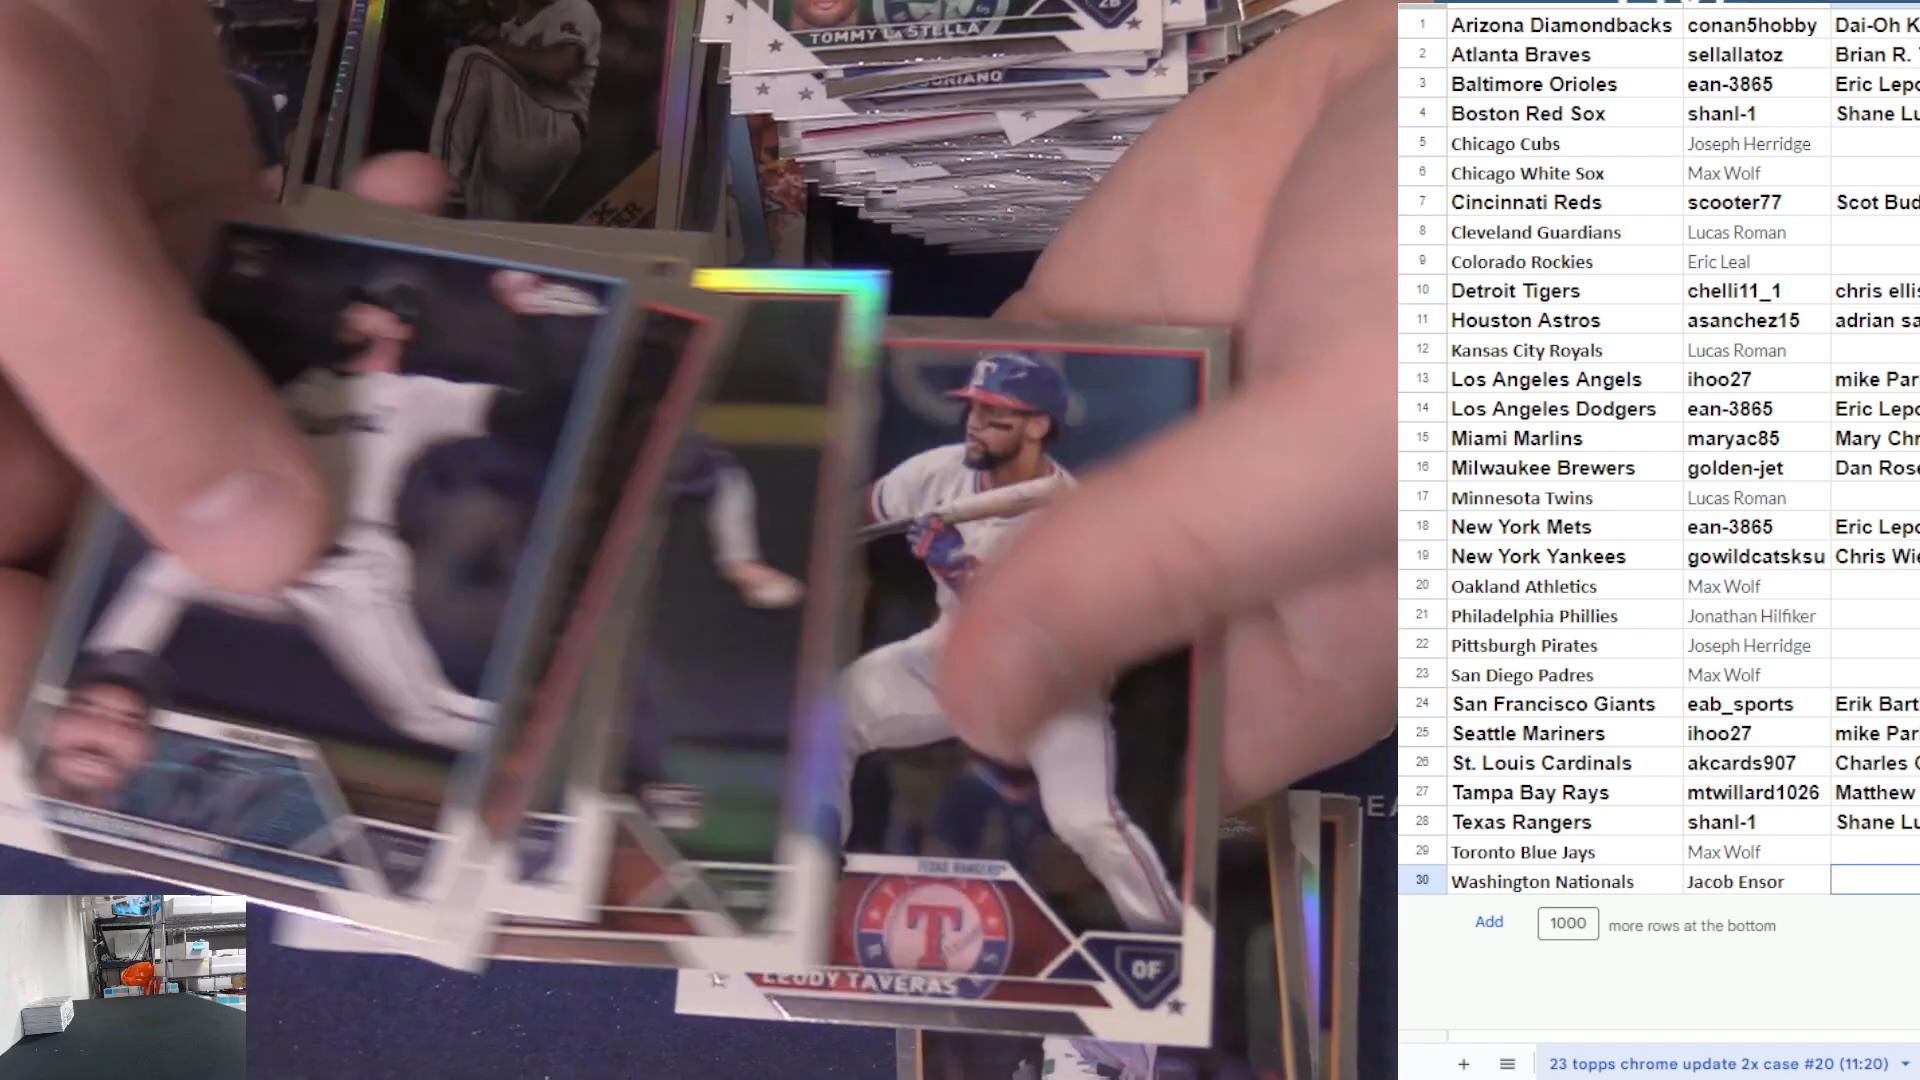 TOMMY LA STELLA
2B
SORIANO
TEXAS RANGERS
T
LEODY TAVERAS
OF
1 Arizona Diamondbacks conan5hobby Dai-Oh K
2 Atlanta Braves sellallatoz Brian R.
3 Baltimore Orioles ean-3865 Eric Lepo
4 Boston Red Sox shanl-1 Shane Lu
5 Chicago Cubs Joseph Herridge
6 Chicago White Sox Max Wolf
7 Cincinnati Reds scooter77 Scot Bud
8 Cleveland Guardians Lucas Roman
9 Colorado Rockies Eric Leal
10 Detroit Tigers chelli11_1 chris ellis
11 Houston Astros asanchez15 adrian sa
12 Kansas City Royals Lucas Roman
13 Los Angeles Angels ihoo27 mike Par
14 Los Angeles Dodgers ean-3865 Eric Lepo
15 Miami Marlins maryac85 Mary Chr
16 Milwaukee Brewers golden-jet Dan Rose
17 Minnesota Twins Lucas Roman
18 New York Mets ean-3865 Eric Lepo
19 New York Yankees gowildcatsksu Chris Wie
20 Oakland Athletics Max Wolf
21 Philadelphia Phillies Jonathan Hilfiker
22 Pittsburgh Pirates Joseph Herridge
23 San Diego Padres Max Wolf
24 San Francisco Giants eab_sports Erik Bart
25 Seattle Mariners ihoo27 mike Par
26 St. Louis Cardinals akcards907 Charles
27 Tampa Bay Rays mtwillard1026 Matthew
28 Texas Rangers shanl-1 Shane Lu
29 Toronto Blue Jays Max Wolf
30 Washington Nationals Jacob Ensor
Add 1000 more rows at the bottom
+ 23 topps chrome update 2x case #20 (11:20)